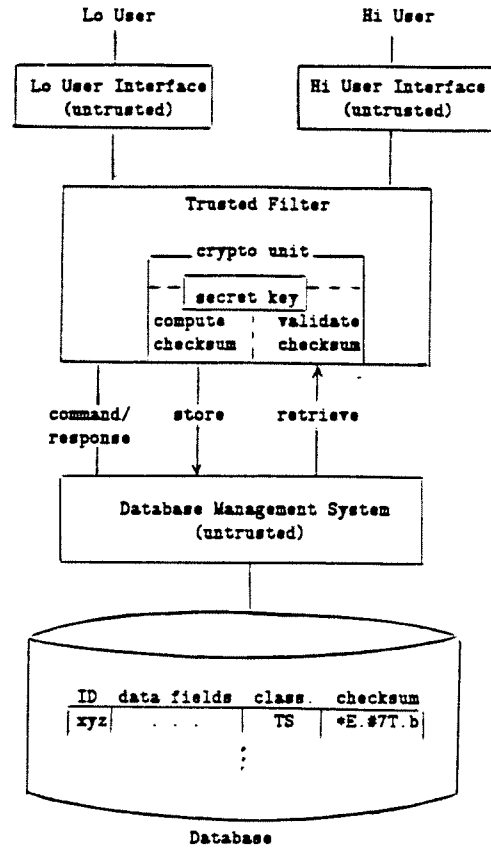 Lo User Hi User
Lo User Interface Hi User Interface
(untrusted) (untrusted)
Trusted Filter
crypto unit
secret key
compute validate
checksum checksum
command/ store retrieve
response
Database Management System
(untrusted)
ID data fields class. checksum
xyz . . . TS *E.#7T.b
Database